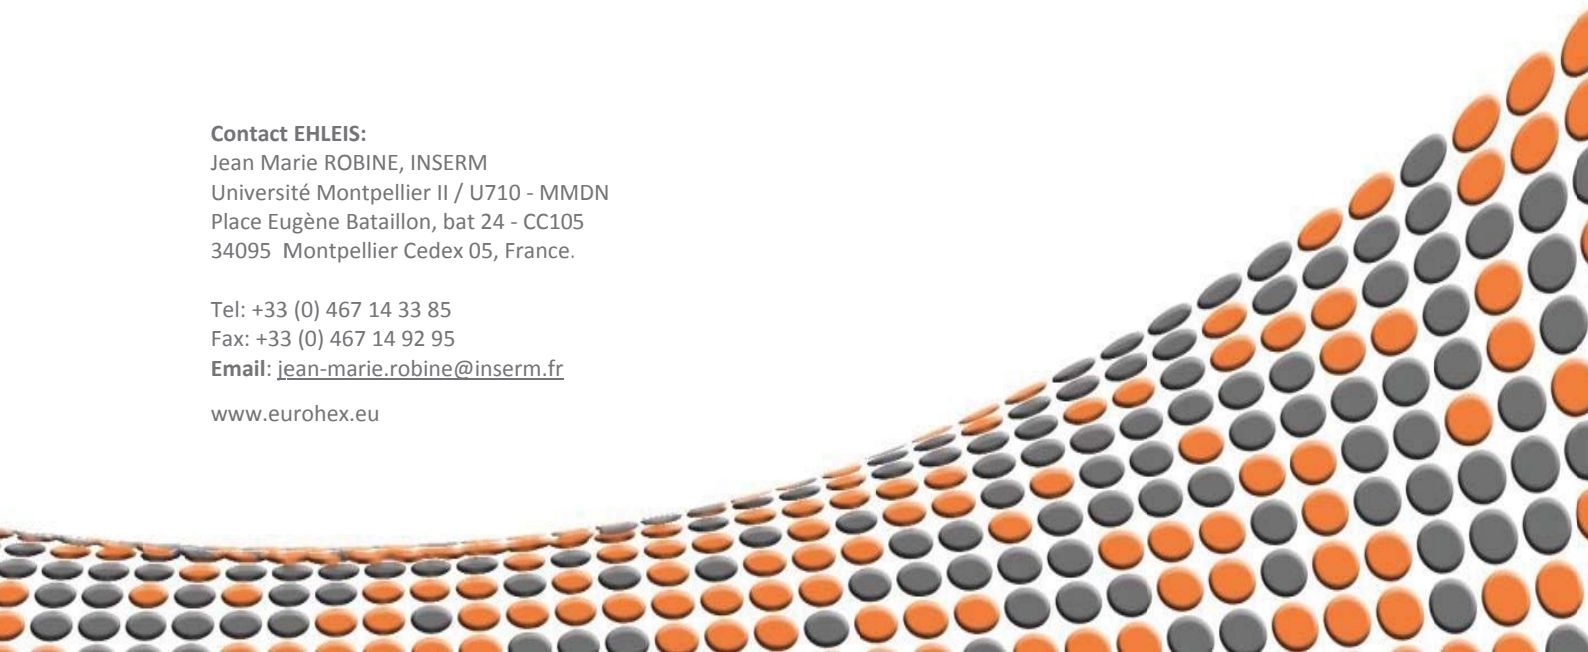 Contact EHLEIS:
Jean Marie ROBINE, INSERM
Université Montpellier II / U710 - MMDN
Place Eugène Bataillon, bat 24 - CC105
34095  Montpellier Cedex 05, France.
Tel: +33 (0) 467 14 33 85
Fax: +33 (0) 467 14 92 95
Email: jean-marie.robine@inserm.fr
www.eurohex.eu